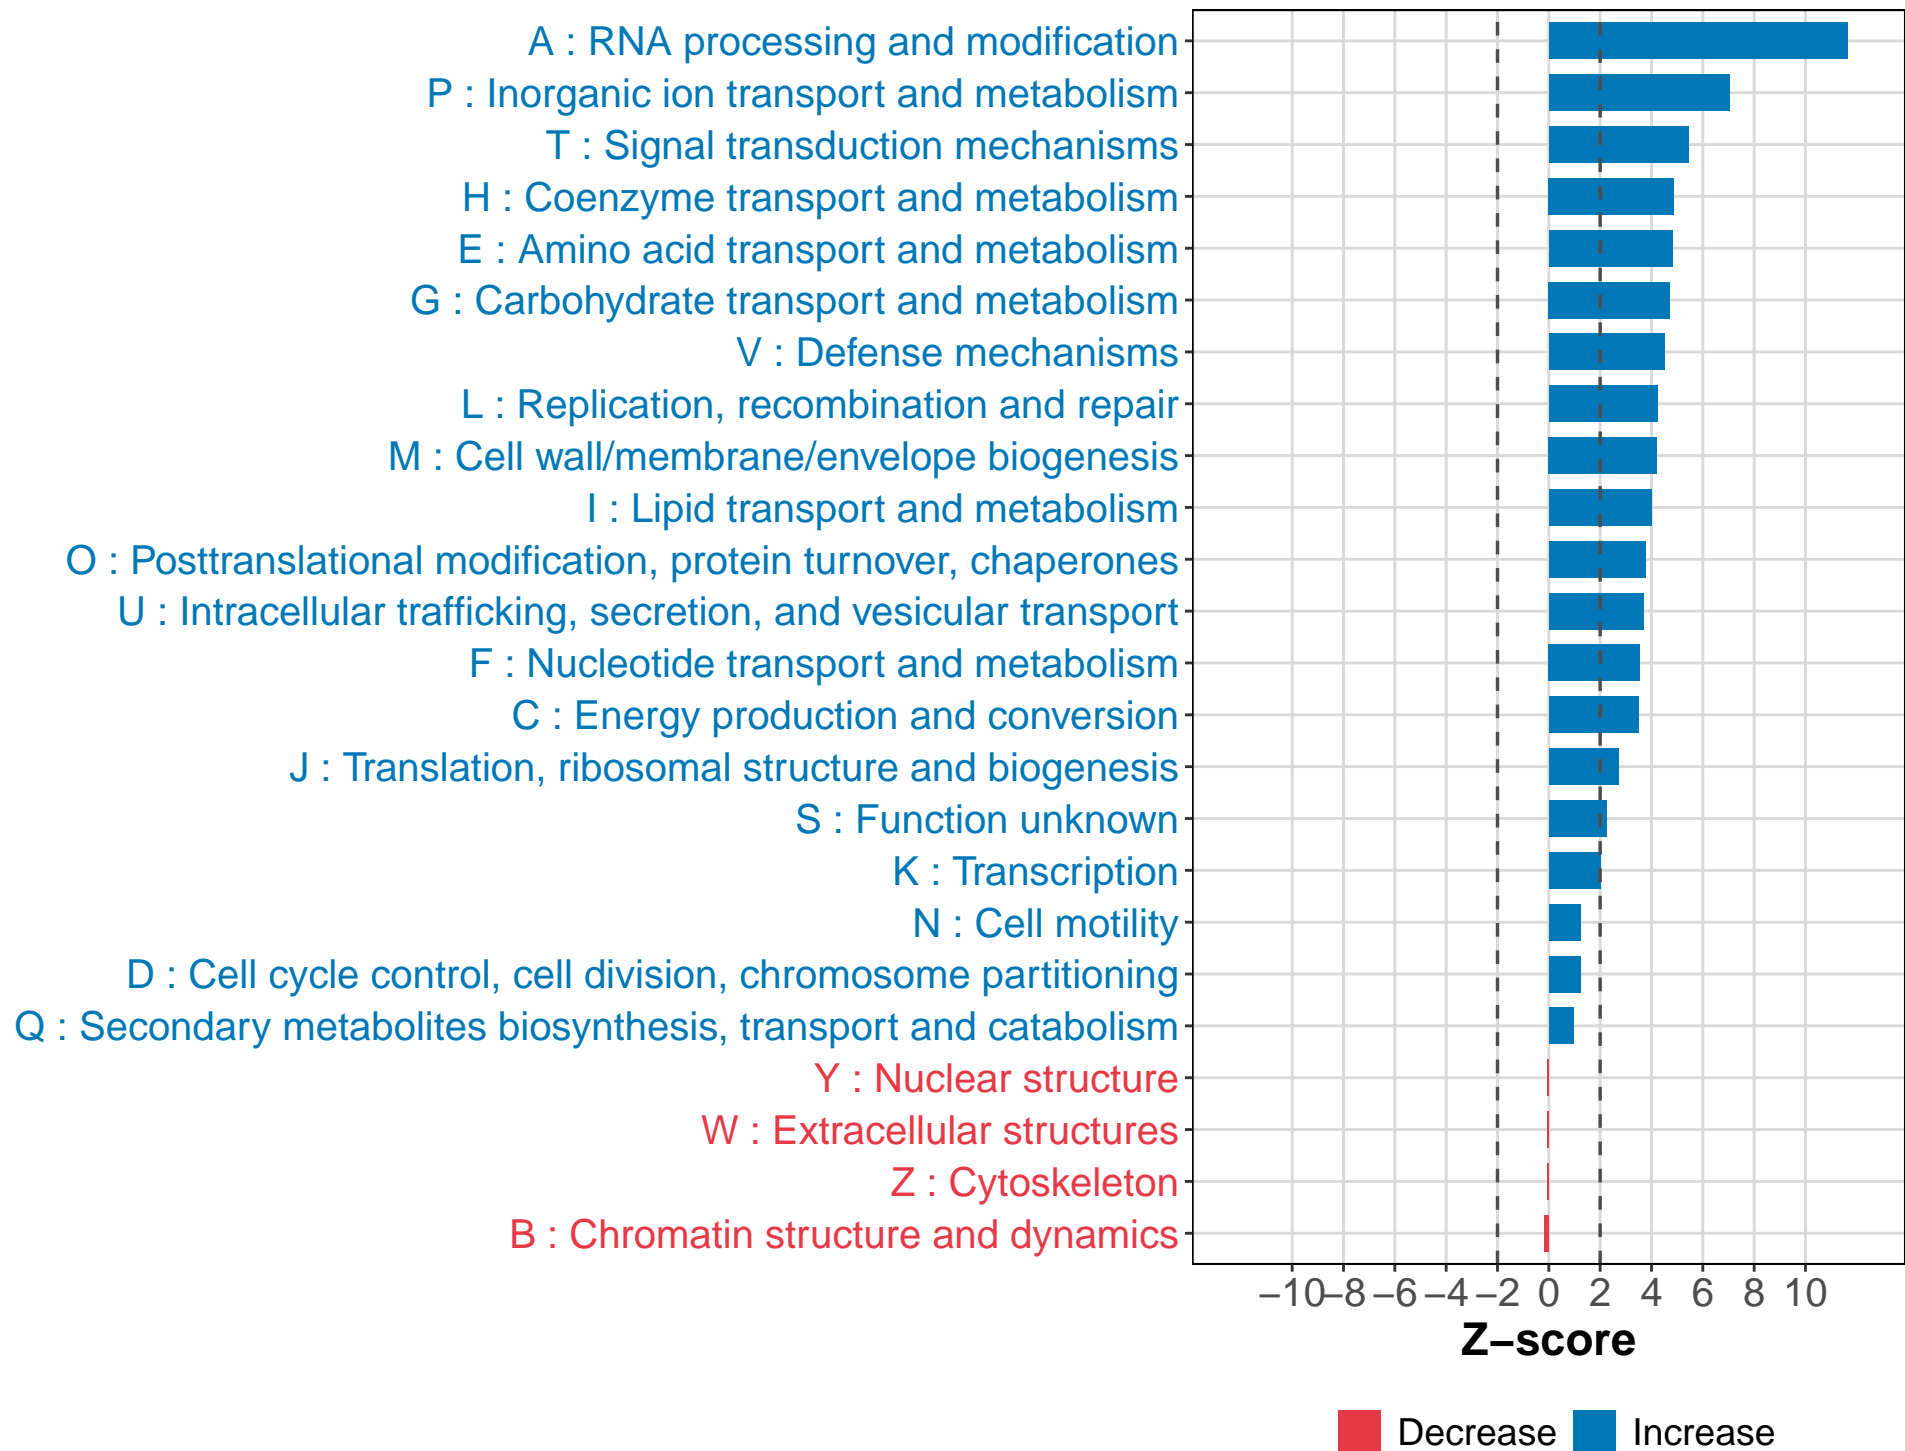 A : RNA processing and modification
P : Inorganic ion transport and metabolism
T : Signal transduction mechanisms
H : Coenzyme transport and metabolism
E : Amino acid transport and metabolism
G : Carbohydrate transport and metabolism
V : Defense mechanisms
L : Replication, recombination and repair
M : Cell wall/membrane/envelope biogenesis
I : Lipid transport and metabolism
O : Posttranslational modification, protein turnover, chaperones
U : Intracellular trafficking, secretion, and vesicular transport
F : Nucleotide transport and metabolism
C : Energy production and conversion
J : Translation, ribosomal structure and biogenesis
S : Function unknown
K : Transcription
N : Cell motility
D : Cell cycle control, cell division, chromosome partitioning
Q : Secondary metabolites biosynthesis, transport and catabolism
Y : Nuclear structure
W : Extracellular structures
Z : Cytoskeleton
B : Chromatin structure and dynamics
−10 −8 −6 −4 −2 0 2 4 6 8 10
Z−score
Decrease Increase